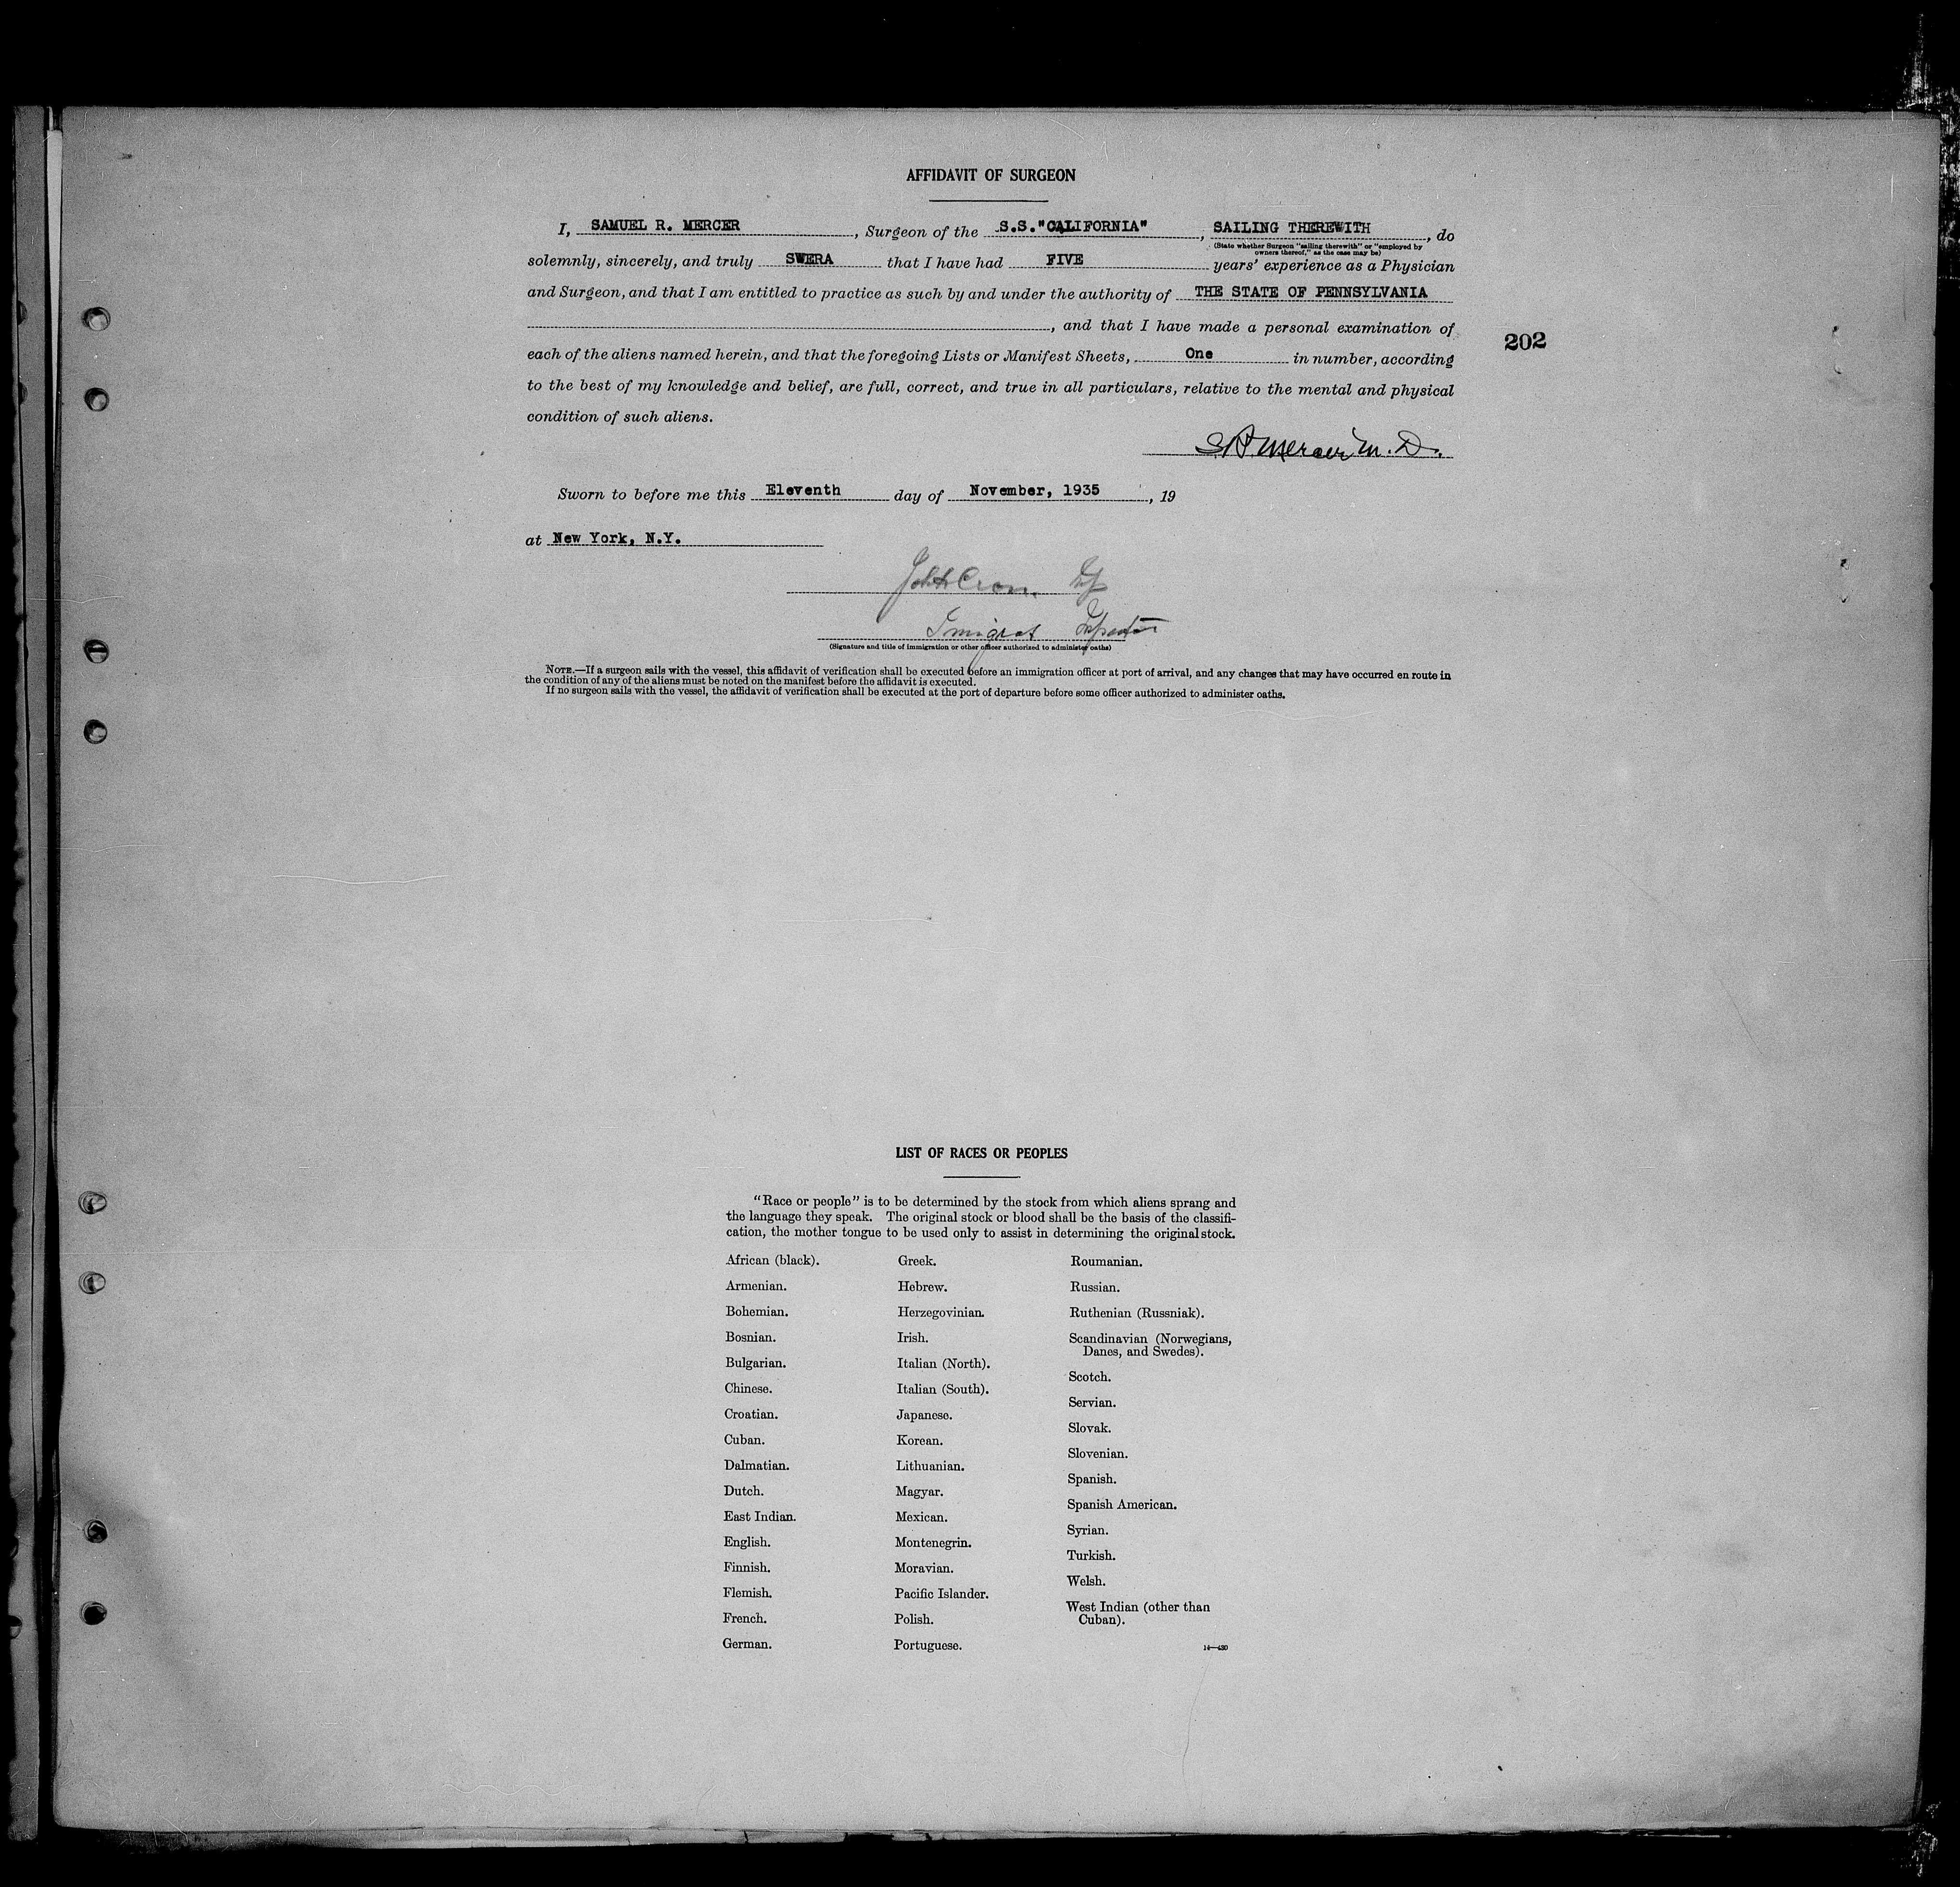 AFFIDAVIT OF SURGEON
I, SAMUEL R. MERCER, Surgeon of the S.S."CALIFORNIA", SAILING THEREWITH, do
(State whether Surgeon "sailing therewith" or "employed by
owners thereof," as the case may be)
solemnly, sincerely, and truly SWERA that I have had FIVE years' experience as a Physician
and Surgeon, and that I am entitled to practice as such by and under the authority of THE STATE OF PENNSYLVANIA
, and that I have made a personal examination of
202
each of the aliens named herein, and that the foregoing Lists or Manifest Sheets, One in number, according
to the best of my knowledge and belief, are full, correct, and true in all particulars, relative to the mental and physical
condition of such aliens.
S.R. Mercer M.D.
Sworn to before me this Eleventh day of November, 1935, 19
at New York, N.Y.
(Signature and title of immigration or other officer authorized to administer oaths)
NOTE.—If a surgeon sails with the vessel, this affidavit of verification shall be executed before an immigration officer at port of arrival, and any changes that may have occurred en route in
the condition of any of the aliens must be noted on the manifest before the affidavit is executed.
If no surgeon sails with the vessel, the affidavit of verification shall be executed at the port of departure before some officer authorized to administer oaths.
LIST OF RACES OR PEOPLES
"Race or people" is to be determined by the stock from which aliens sprang and
the language they speak. The original stock or blood shall be the basis of the classifi-
cation, the mother tongue to be used only to assist in determining the original stock.
African (black).
Armenian.
Bohemian.
Bosnian.
Bulgarian.
Chinese.
Croatian.
Cuban.
Dalmatian.
Dutch.
East Indian.
English.
Finnish.
Flemish.
French.
German.
Greek.
Hebrew.
Herzegovinian.
Irish.
Italian (North).
Italian (South).
Japanese.
Korean.
Lithuanian.
Magyar.
Mexican.
Montenegrin.
Moravian.
Pacific Islander.
Polish.
Portuguese.
Roumanian.
Russian.
Ruthenian (Russniak).
Scandinavian (Norwegians,
Danes, and Swedes).
Scotch.
Servian.
Slovak.
Slovenian.
Spanish.
Spanish American.
Syrian.
Turkish.
Welsh.
West Indian (other than
Cuban).
14—430